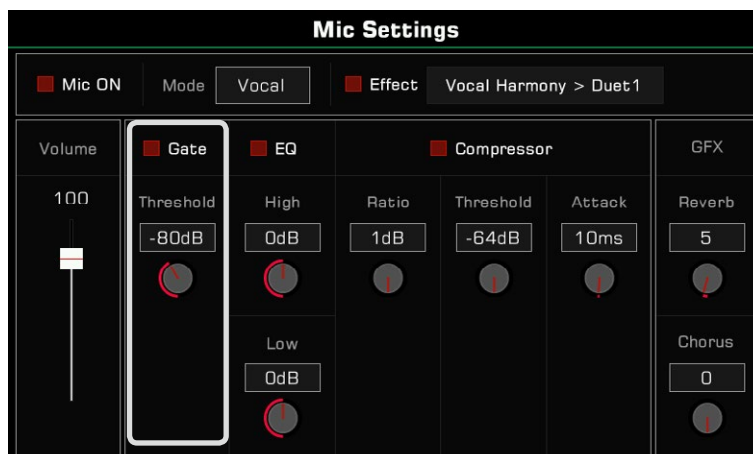 Mic Settings
Mic ON Mode Vocal Effect Vocal Harmony > Duet1
Volume Gate EQ Compressor GFX
100 Threshold High Ratio Threshold Attack Reverb
-80dB 0dB 1dB -64dB 10ms 5
Low Chorus
0dB 0